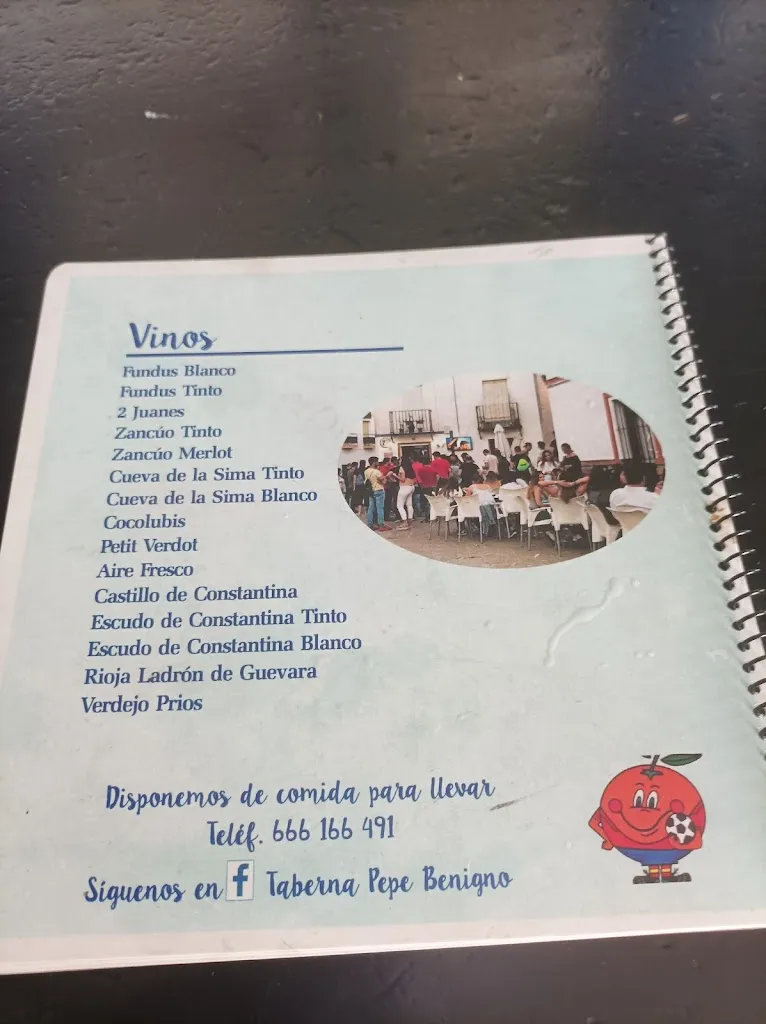 Vinos
Fundus Blanco
Fundus Tinto
2 Juanes
Zancúo Tinto
Zancúo Merlot
Cueva de la Sima Tinto
Cueva de la Sima Blanco
Cocolubis
Petit Verdot
Aire Fresco
Castillo de Constantina
Escudo de Constantina Tinto
Escudo de Constantina Blanco
Rioja Ladrón de Guevara
Verdejo Prios
Disponemos de comida para llevar
Teléf. 666 166 491
Síguenos en f Taberna Pepe Benigno